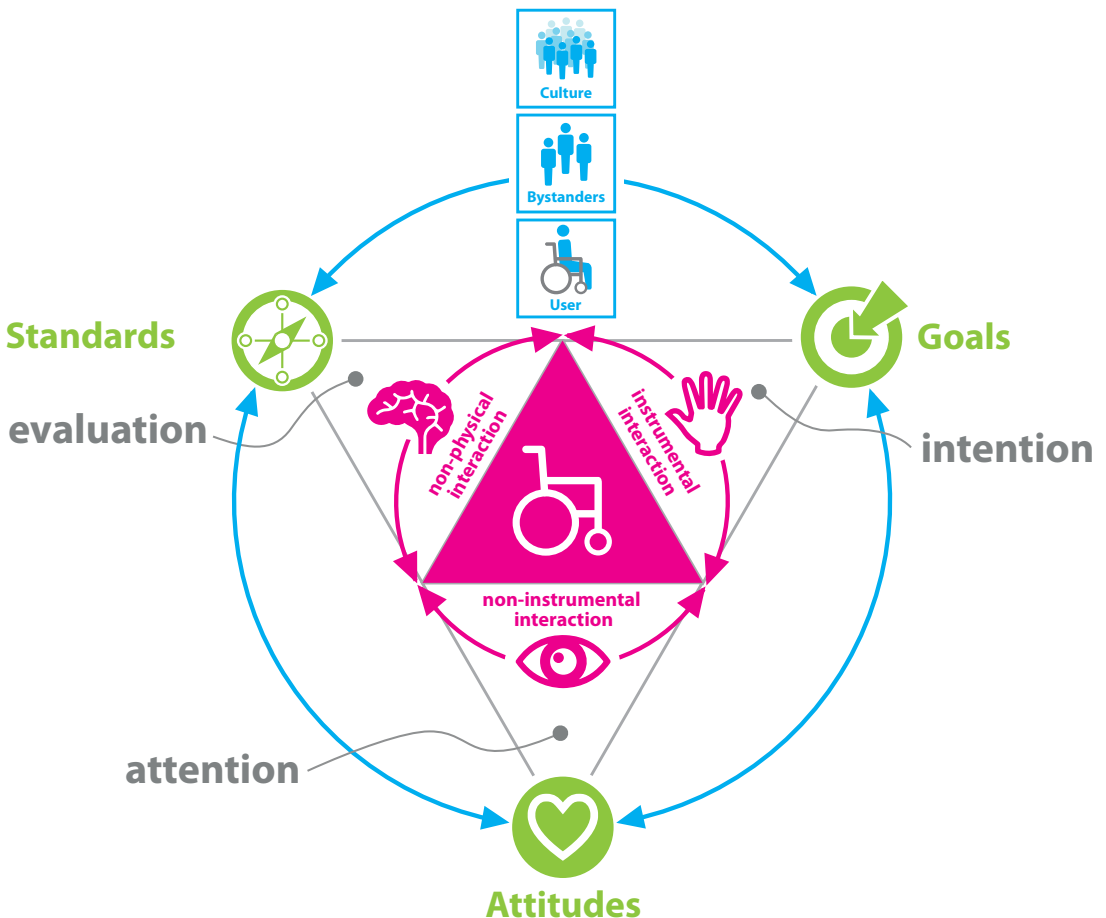 Culture
Bystanders
User
Standards
Goals
evaluation
intention
non-physical
interaction
instrumental
interaction
non-instrumental
interaction
attention
Attitudes